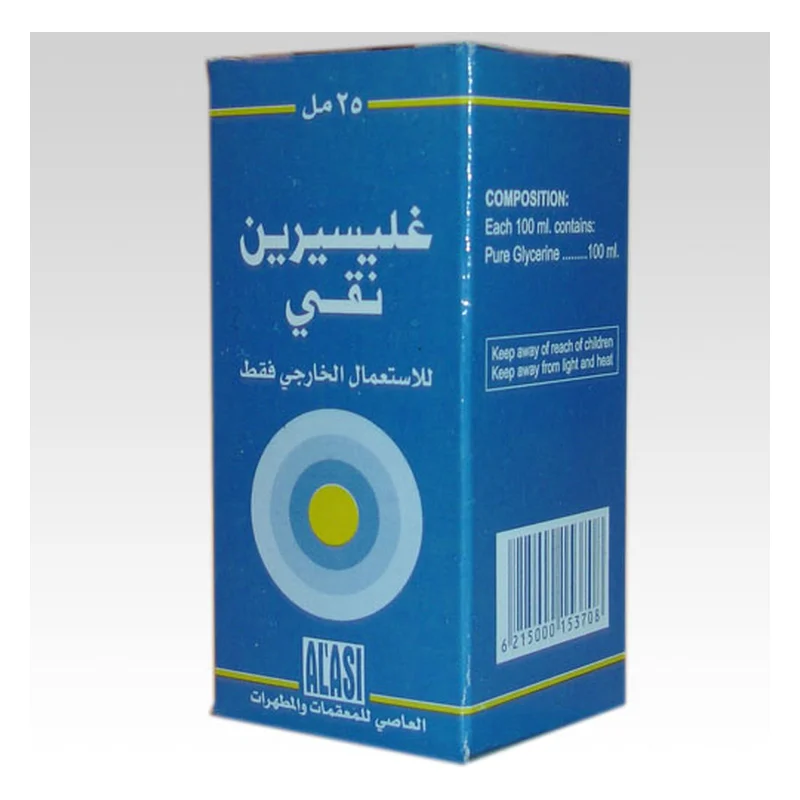 ٢٥ مل
غليسيرين
نقي
للاستعمال الخارجي فقط
AL'ASI
العاصي للمعقمات والمطهرات
COMPOSITION:
Each 100 ml. contains:
Pure Glycerine .........100 ml.
Keep away of reach of children
Keep away from light and heat
6 215000 153708